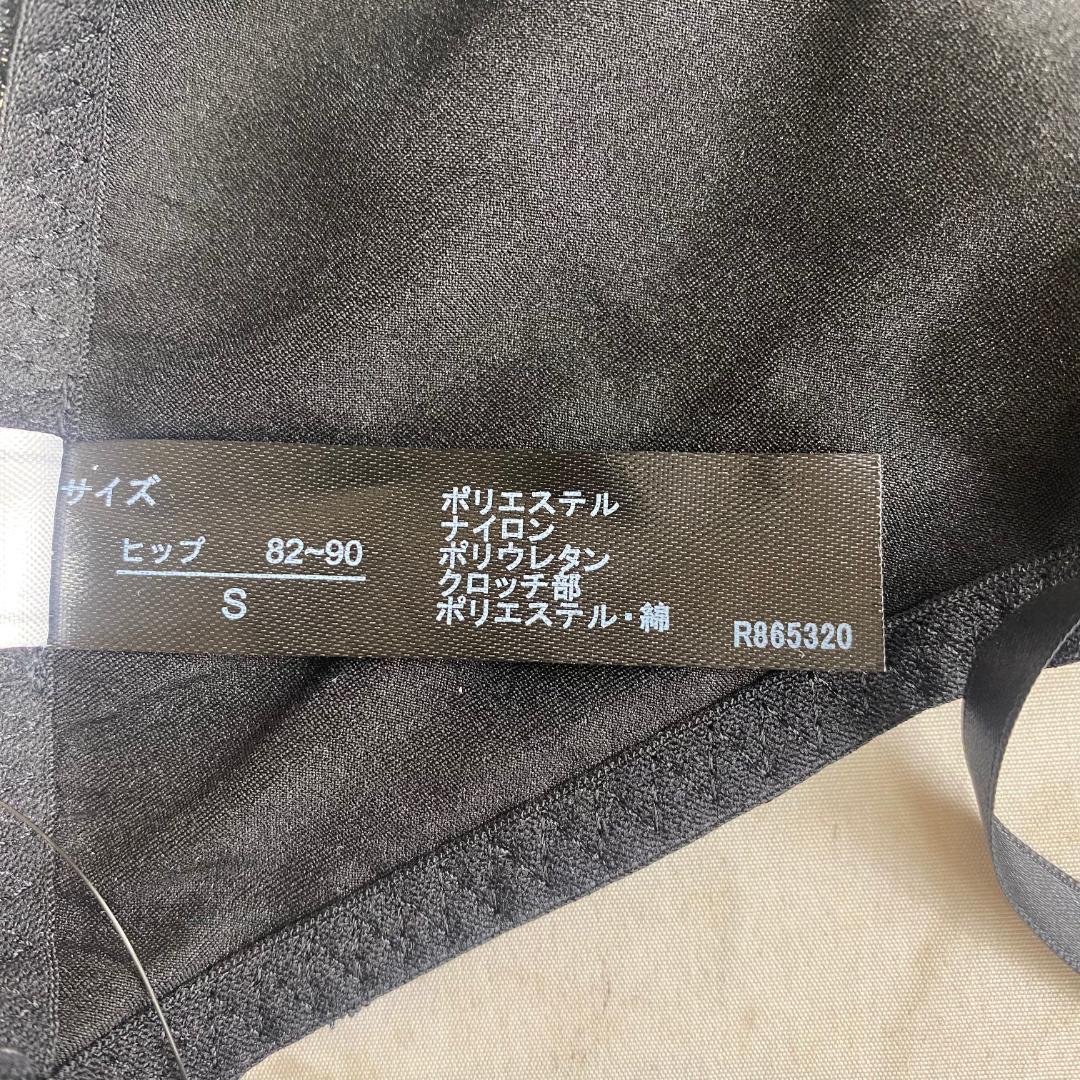 サイズ
ヒップ 82~90
S
ポリエステル
ナイロン
ポリウレタン
クロッチ部
ポリエステル・綿
R865320